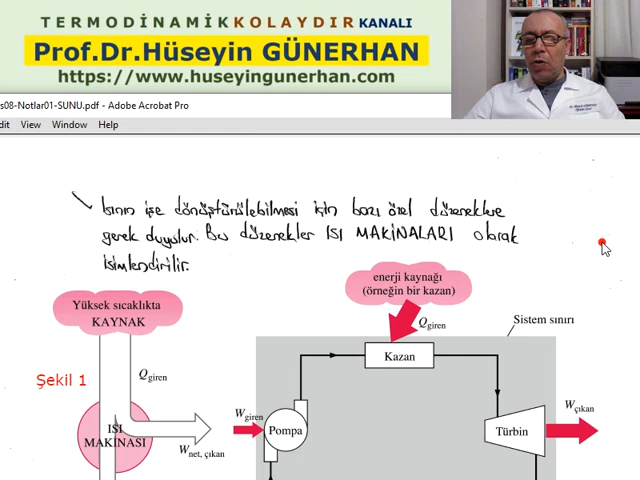 TERMODİNAMİKKOLAYDIR KANALI
Prof.Dr.Hüseyin GÜNERHAN
https://www.huseyingunerhan.com
s08-Notlar01-SUNU.pdf - Adobe Acrobat Pro
dit View Window Help
Isının işe dönüştürülebilmesi için bazı özel düzeneklere
gerek duyulur. Bu düzenekler ISI MAKİNALARI olarak
isimlendirilir.
enerji kaynağı
(örneğin bir kazan)
Yüksek sıcaklıkta
KAYNAK
Qgiren
Sistem sınırı
Kazan
Şekil 1
Qgiren
Wgiren
Wçıkan
ISI
MAKİNASI
Pompa
Türbin
Wnet, çıkan